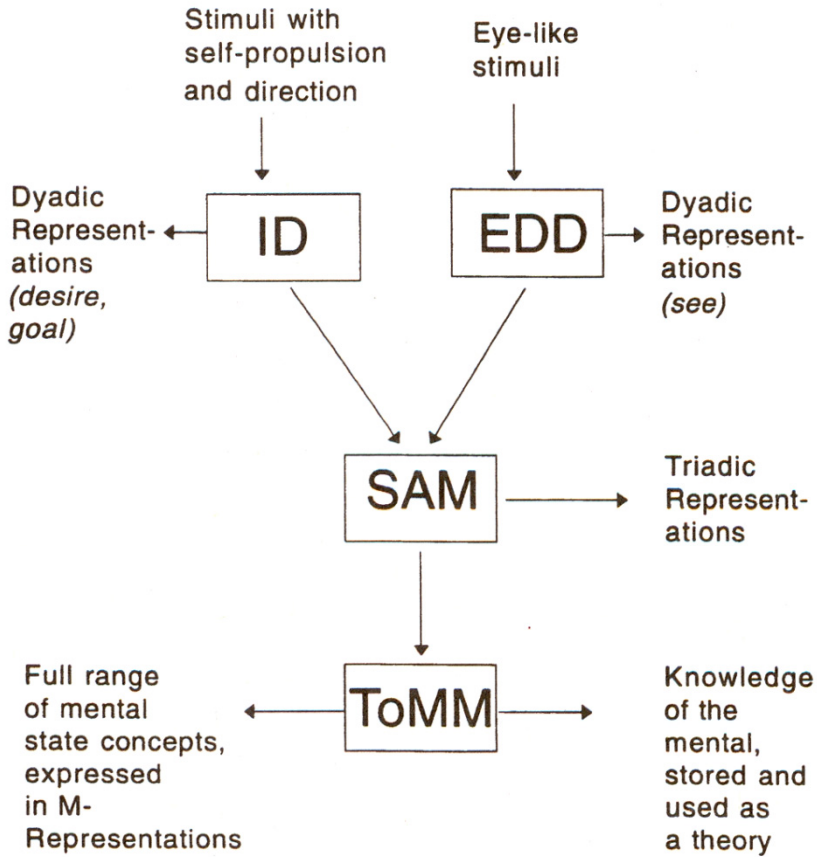 Stimuli with
self-propulsion
and direction
Eye-like
stimuli
Dyadic
Represent-
ations
(desire,
goal)
ID
EDD
Dyadic
Represent-
ations
(see)
SAM
Triadic
Represent-
ations
Full range
of mental
state concepts,
expressed
in M-
Representations
ToMM
Knowledge
of the
mental,
stored and
used as
a theory